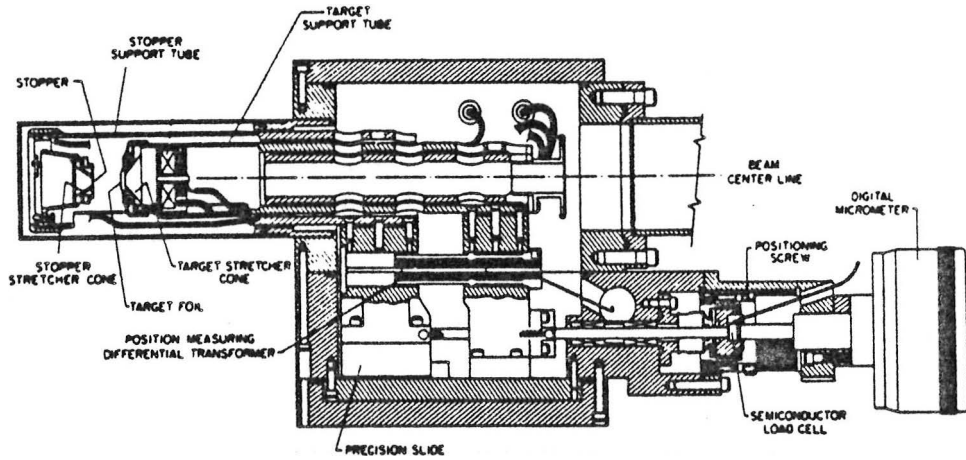 TARGET
SUPPORT TUBE
STOPPER
SUPPORT TUBE
STOPPER
BEAM
CENTER LINE
DIGITAL
MICROMETER
POSITIONING
SCREW
STOPPER
STRETCHER CONE
TARGET STRETCHER
CONE
TARGET FOIL
POSITION MEASURING
DIFFERENTIAL TRANSFORMER
SEMICONDUCTOR
LOAD CELL
PRECISION SLIDE